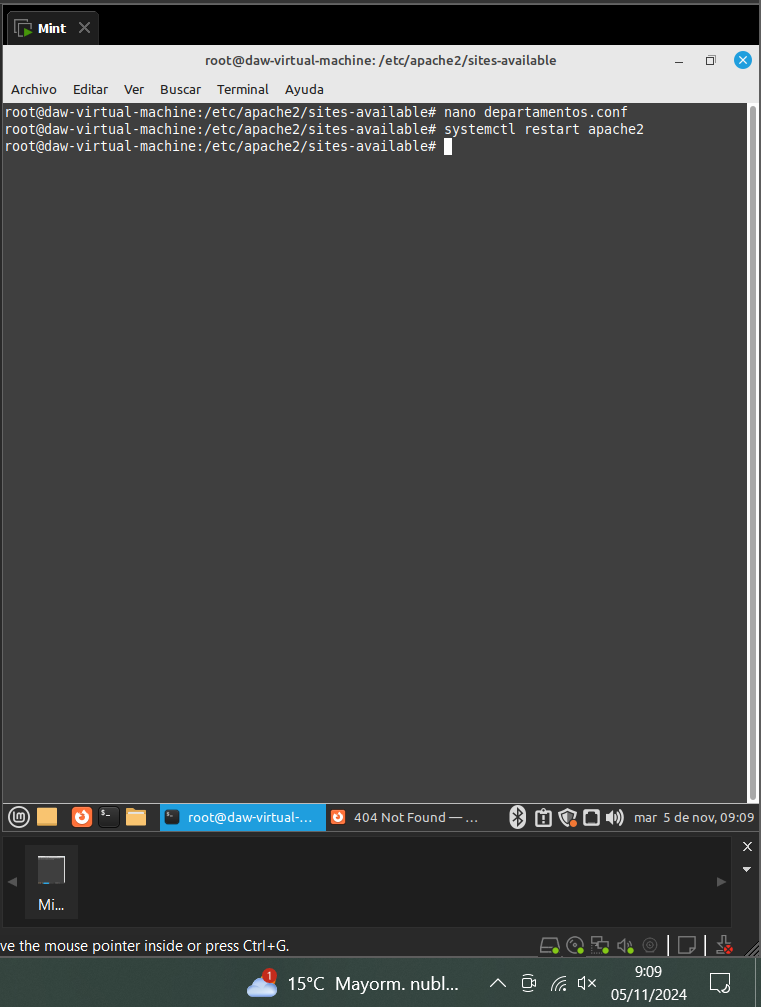 Mint
root@daw-virtual-machine: /etc/apache2/sites-available
Archivo Editar Ver Buscar Terminal Ayuda
root@daw-virtual-machine:/etc/apache2/sites-available# nano departamentos.conf
root@daw-virtual-machine:/etc/apache2/sites-available# systemctl restart apache2
root@daw-virtual-machine:/etc/apache2/sites-available#
root@daw-virtual-... 404 Not Found — ... mar 5 de nov, 09:09
Mi...
ve the mouse pointer inside or press Ctrl+G.
1 15°C Mayorm. nubl... 9:09
05/11/2024